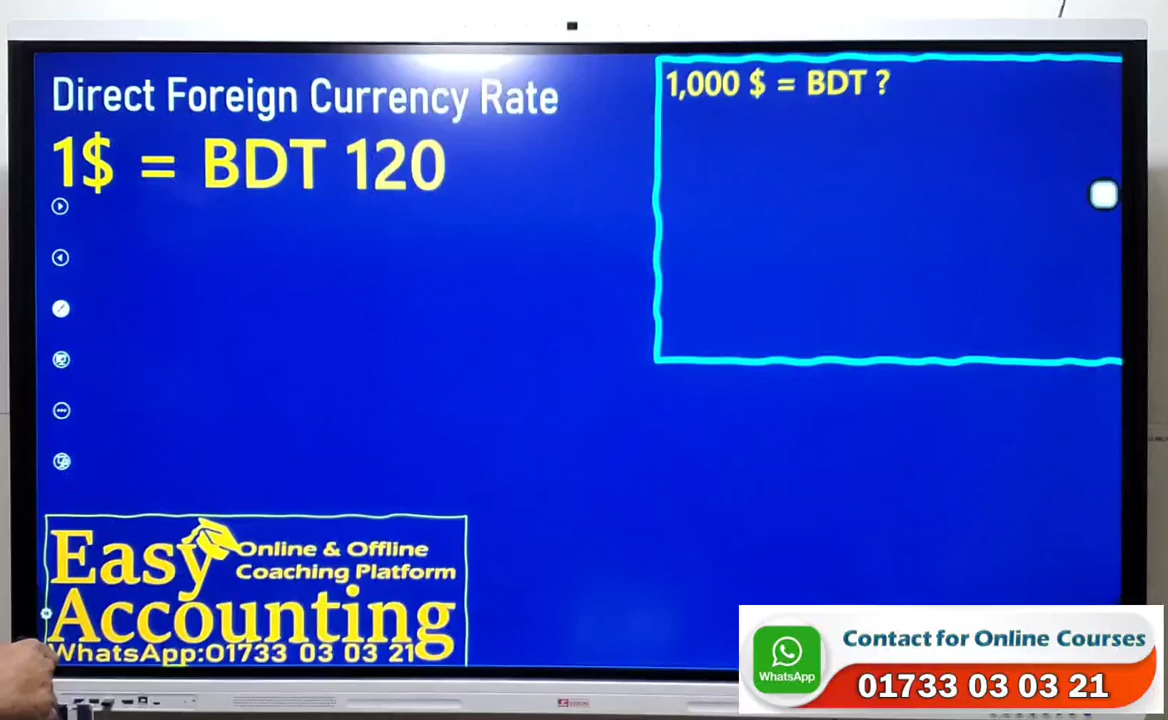 Direct Foreign Currency Rate
1$ = BDT 120
1,000 $ = BDT ?
Easy
Online & Offline
Coaching Platform
Accounting
WhatsApp:01733 03 03 21
WhatsApp
Contact for Online Courses
01733 03 03 21